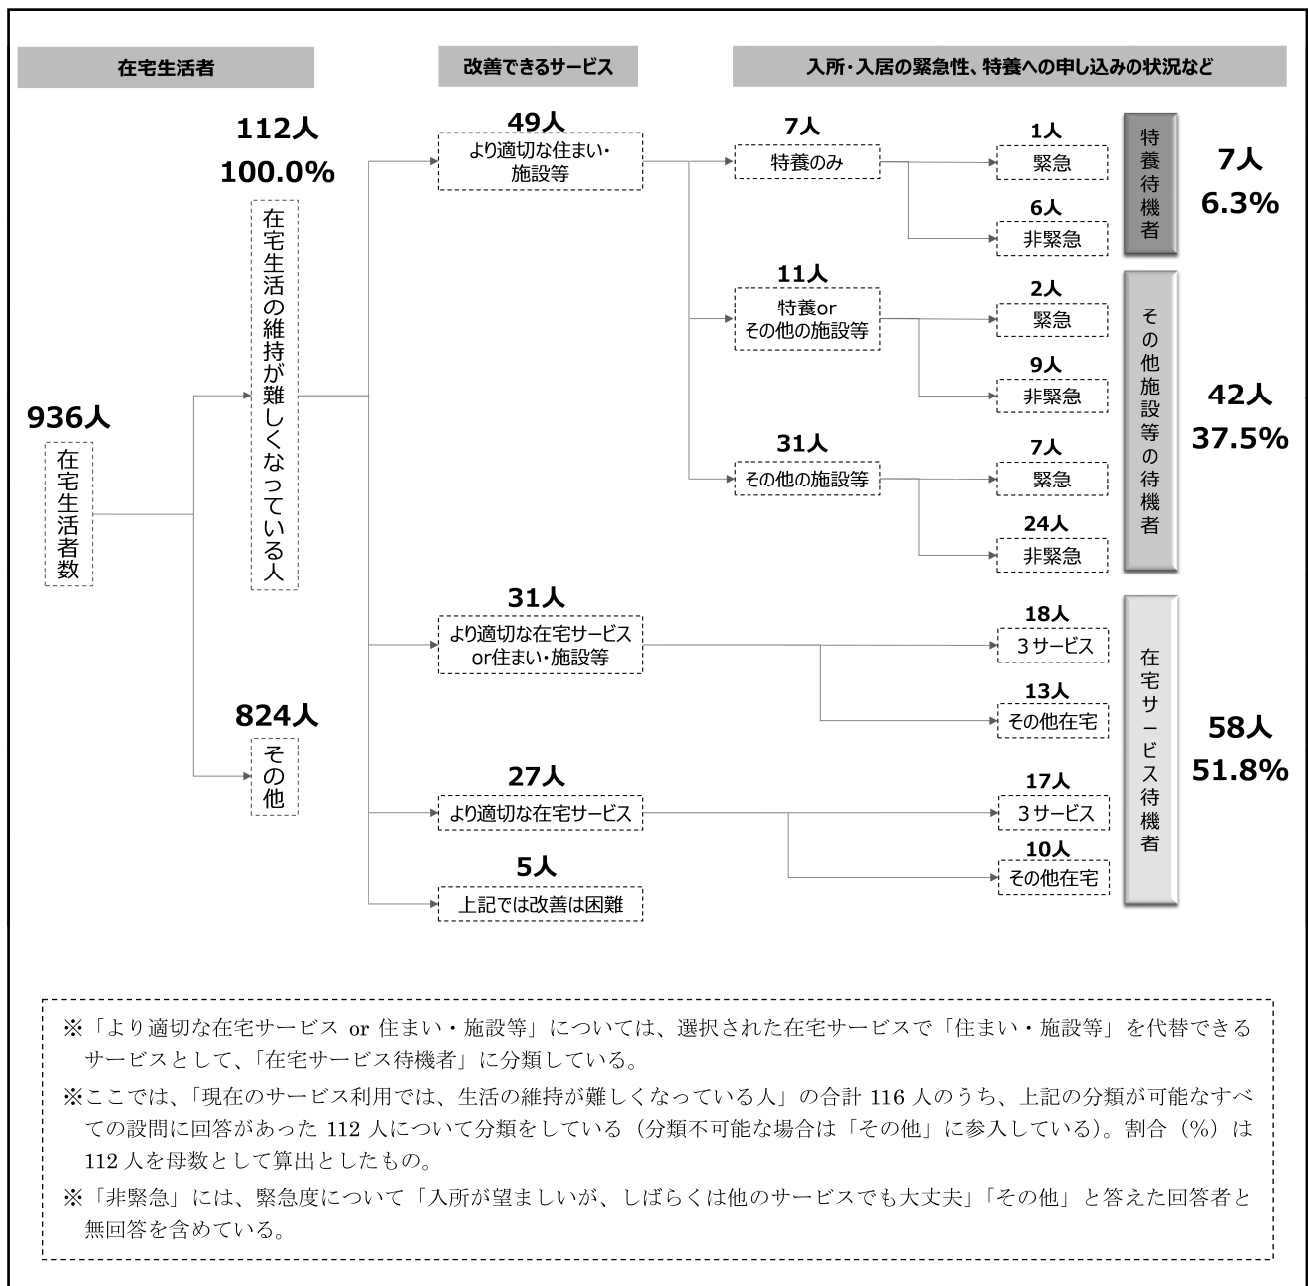 在宅生活者
改善できるサービス
入所・入居の緊急性、特養への申し込みの状況など
936人
在宅生活者数
112人
100.0%
在宅生活の維持が難しくなっている人
824人
その他
49人
より適切な住まい・
施設等
31人
より適切な在宅サービス
or住まい・施設等
27人
より適切な在宅サービス
5人
上記では改善は困難
7人
特養のみ
11人
特養or
その他の施設等
31人
その他の施設等
1人
緊急
6人
非緊急
2人
緊急
9人
非緊急
7人
緊急
24人
非緊急
18人
３サービス
13人
その他在宅
17人
３サービス
10人
その他在宅
特養待機者
7人
6.3%
その他施設等の待機者
42人
37.5%
在宅サービス待機者
58人
51.8%
※「より適切な在宅サービス or 住まい・施設等」については、選択された在宅サービスで「住まい・施設等」を代替できる
サービスとして、「在宅サービス待機者」に分類している。
※ここでは、「現在のサービス利用では、生活の維持が難しくなっている人」の合計 116 人のうち、上記の分類が可能なすべ
ての設問に回答があった 112 人について分類をしている（分類不可能な場合は「その他」に参入している）。割合（%）は
112 人を母数として算出としたもの。
※「非緊急」には、緊急度について「入所が望ましいが、しばらくは他のサービスでも大丈夫」「その他」と答えた回答者と
無回答を含めている。